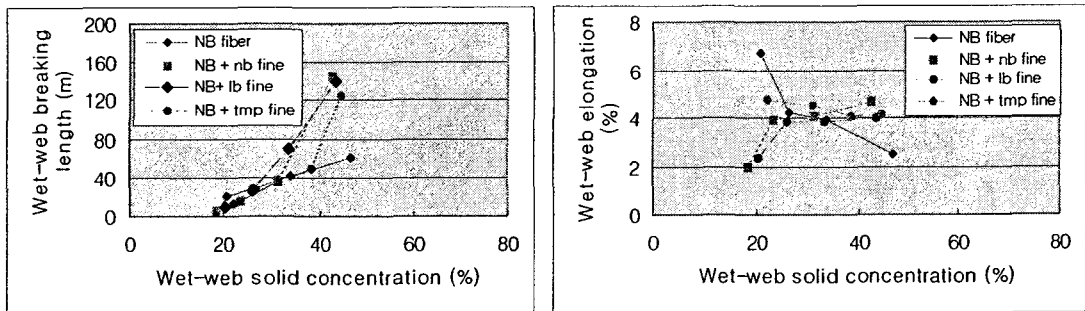 Wet-web breaking
length (m)
200
160
120
80
40
0
NB fiber
NB + nb fine
NB+ lb fine
NB + tmp fine
0 20 40 60 80
Wet-web solid concentration (%)
Wet-web elongation
(%)
8
6
4
2
0
NB fiber
NB + nb fine
NB + lb fine
NB + tmp fine
0 20 40 60 80
Wet-web solid concentration (%)